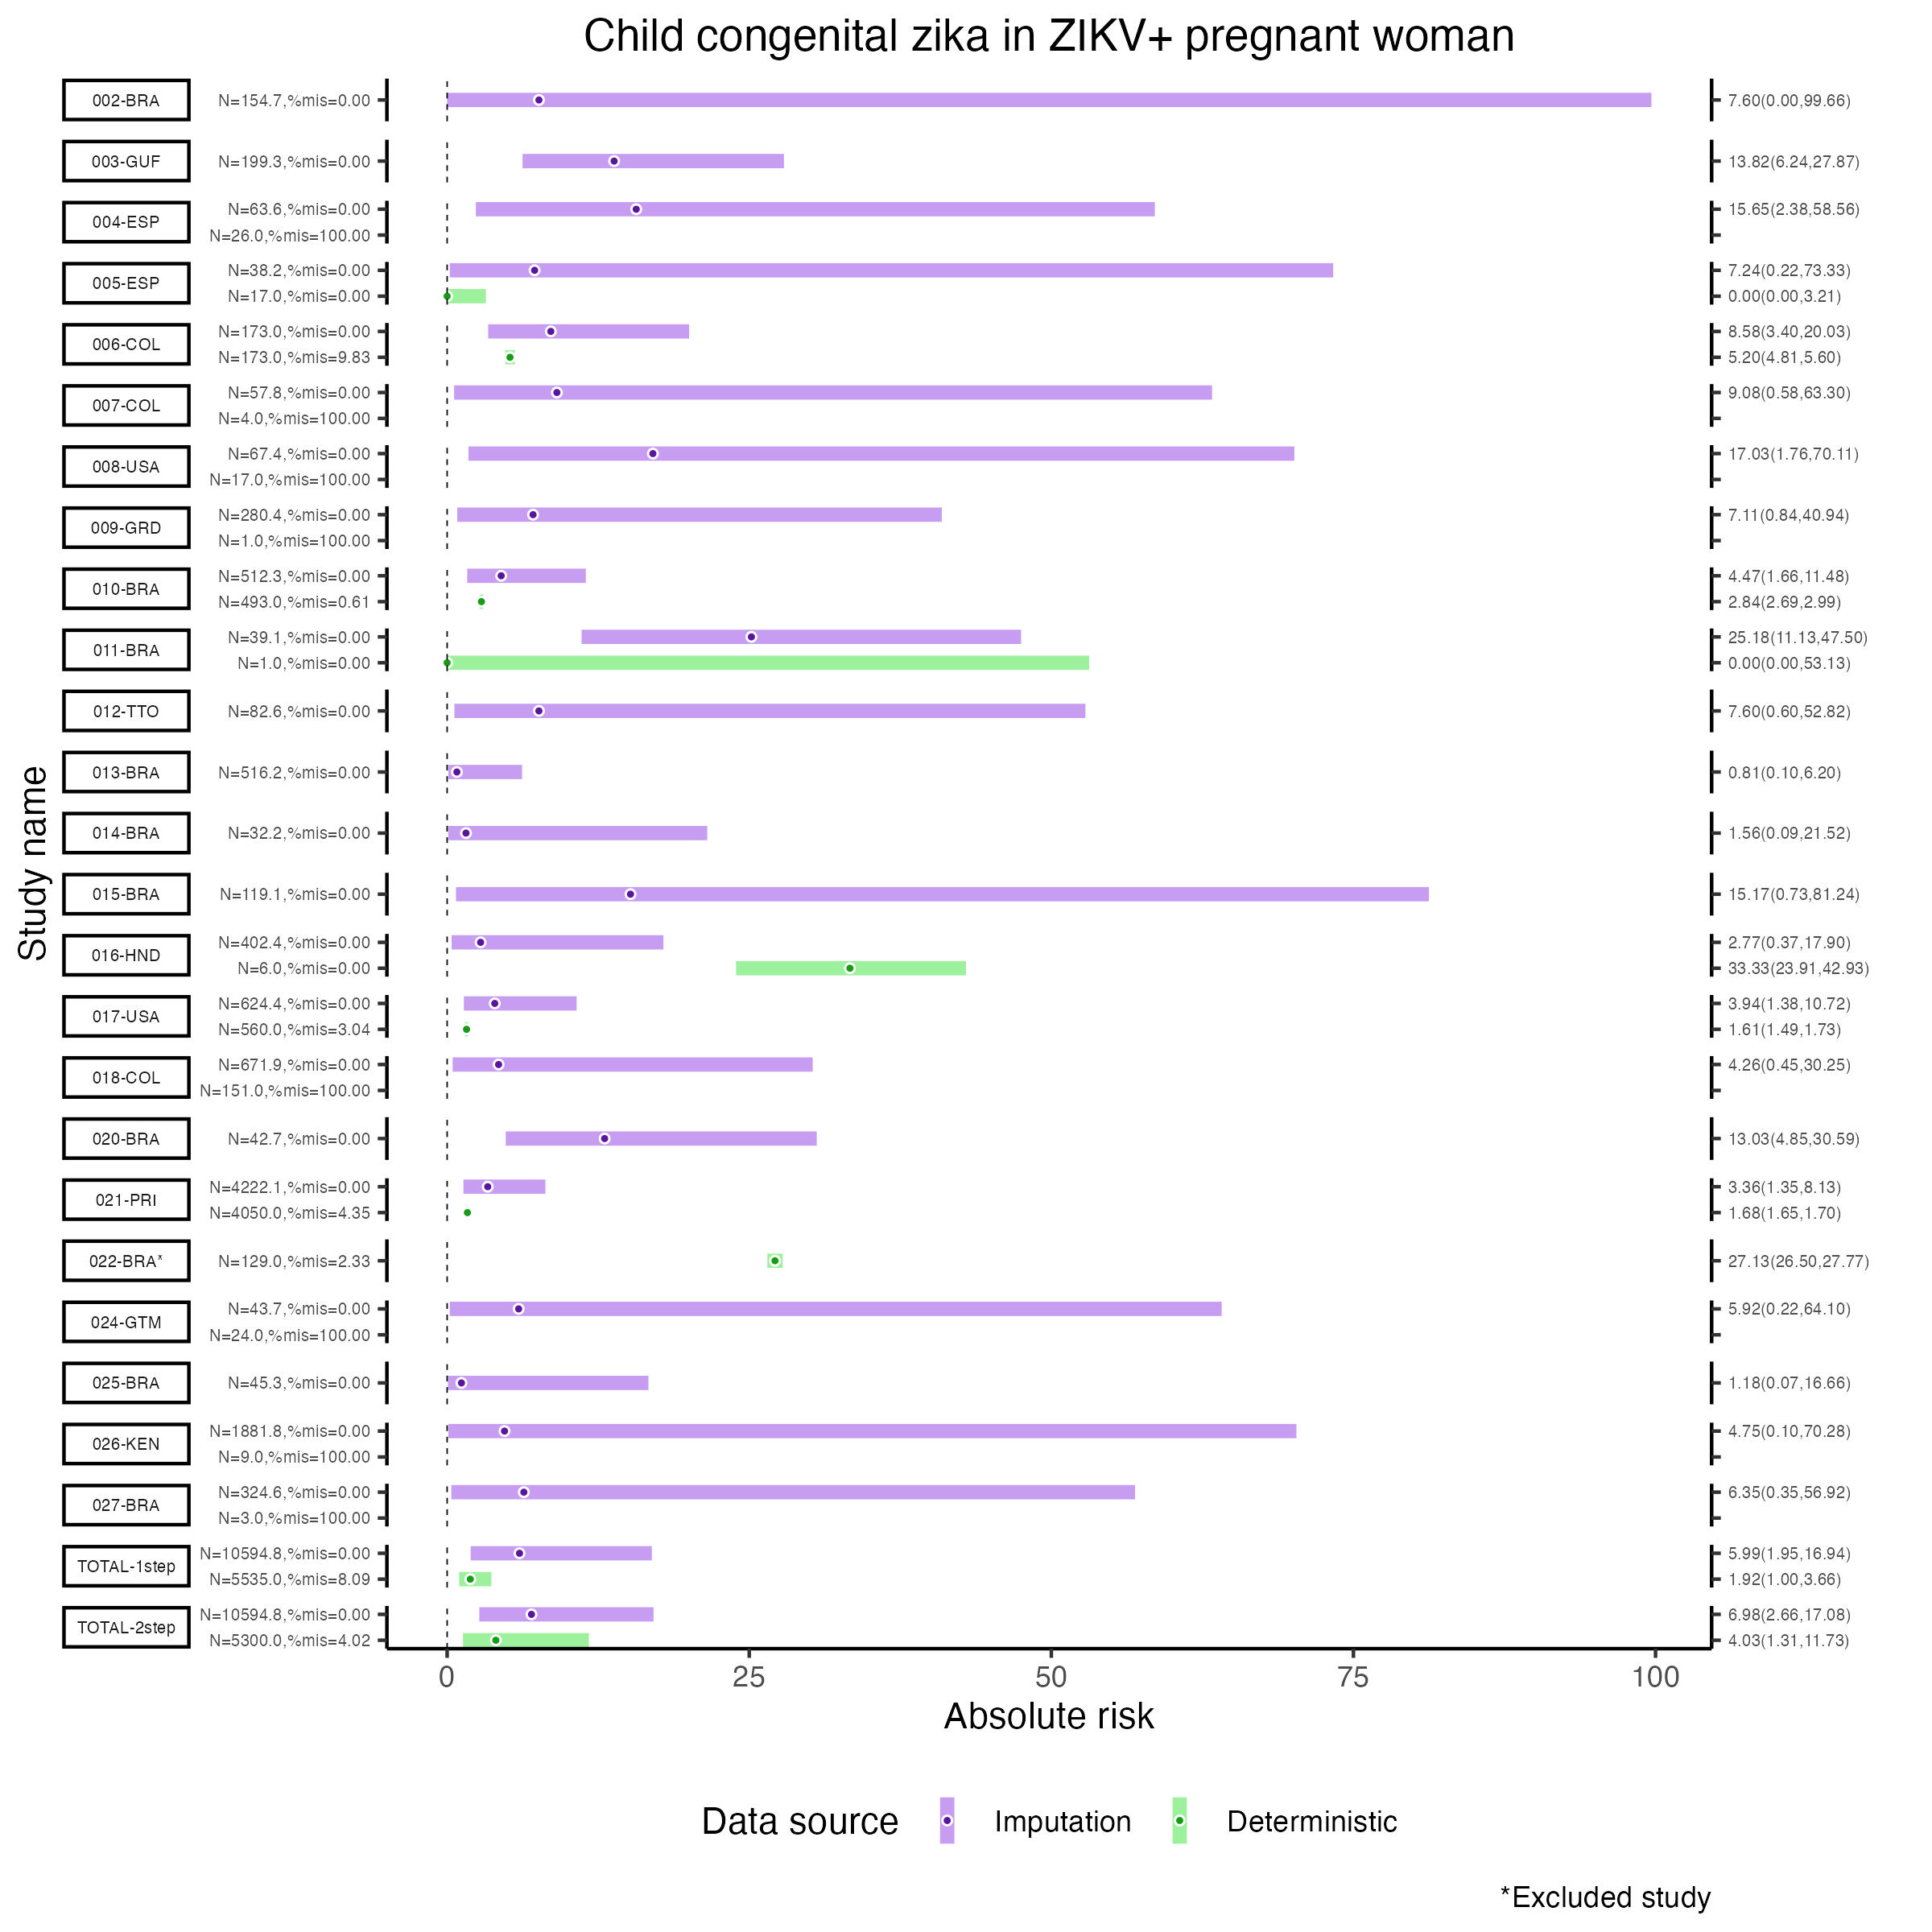 Child congenital zika in ZIKV+ pregnant woman
Study name
002-BRA N=154.7,%mis=0.00 7.60(0.00,99.66)
003-GUF N=199.3,%mis=0.00 13.82(6.24,27.87)
004-ESP
N=63.6,%mis=0.00 15.65(2.38,58.56)
N=26.0,%mis=100.00
005-ESP
N=38.2,%mis=0.00 7.24(0.22,73.33)
N=17.0,%mis=0.00 0.00(0.00,3.21)
006-COL
N=173.0,%mis=0.00 8.58(3.40,20.03)
N=173.0,%mis=9.83 5.20(4.81,5.60)
007-COL
N=57.8,%mis=0.00 9.08(0.58,63.30)
N=4.0,%mis=100.00
008-USA
N=67.4,%mis=0.00 17.03(1.76,70.11)
N=17.0,%mis=100.00
009-GRD
N=280.4,%mis=0.00 7.11(0.84,40.94)
N=1.0,%mis=100.00
010-BRA
N=512.3,%mis=0.00 4.47(1.66,11.48)
N=493.0,%mis=0.61 2.84(2.69,2.99)
011-BRA
N=39.1,%mis=0.00 25.18(11.13,47.50)
N=1.0,%mis=0.00 0.00(0.00,53.13)
012-TTO N=82.6,%mis=0.00 7.60(0.60,52.82)
013-BRA N=516.2,%mis=0.00 0.81(0.10,6.20)
014-BRA N=32.2,%mis=0.00 1.56(0.09,21.52)
015-BRA N=119.1,%mis=0.00 15.17(0.73,81.24)
016-HND
N=402.4,%mis=0.00 2.77(0.37,17.90)
N=6.0,%mis=0.00 33.33(23.91,42.93)
017-USA
N=624.4,%mis=0.00 3.94(1.38,10.72)
N=560.0,%mis=3.04 1.61(1.49,1.73)
018-COL
N=671.9,%mis=0.00 4.26(0.45,30.25)
N=151.0,%mis=100.00
020-BRA N=42.7,%mis=0.00 13.03(4.85,30.59)
021-PRI
N=4222.1,%mis=0.00 3.36(1.35,8.13)
N=4050.0,%mis=4.35 1.68(1.65,1.70)
022-BRA* N=129.0,%mis=2.33 27.13(26.50,27.77)
024-GTM
N=43.7,%mis=0.00 5.92(0.22,64.10)
N=24.0,%mis=100.00
025-BRA N=45.3,%mis=0.00 1.18(0.07,16.66)
026-KEN
N=1881.8,%mis=0.00 4.75(0.10,70.28)
N=9.0,%mis=100.00
027-BRA
N=324.6,%mis=0.00 6.35(0.35,56.92)
N=3.0,%mis=100.00
TOTAL-1step
N=10594.8,%mis=0.00 5.99(1.95,16.94)
N=5535.0,%mis=8.09 1.92(1.00,3.66)
TOTAL-2step
N=10594.8,%mis=0.00 6.98(2.66,17.08)
N=5300.0,%mis=4.02 4.03(1.31,11.73)
0 25 50 75 100
Absolute risk
Data source Imputation Deterministic
*Excluded study